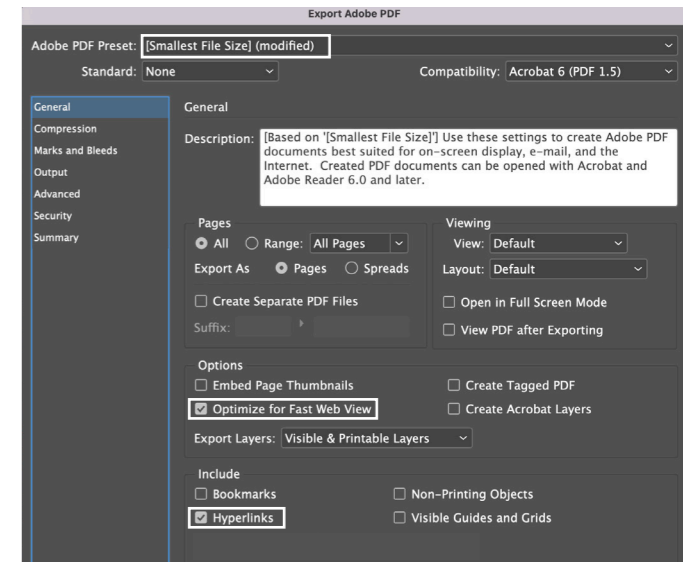 Export Adobe PDF
Adobe PDF Preset: [Smallest File Size] (modified)
Standard: None
Compatibility: Acrobat 6 (PDF 1.5)
General
Compression
Marks and Bleeds
Output
Advanced
Security
Summary
General
Description: [Based on '[Smallest File Size]'] Use these settings to create Adobe PDF
documents best suited for on-screen display, e-mail, and the
Internet.  Created PDF documents can be opened with Acrobat and
Adobe Reader 6.0 and later.
Pages
All Range: All Pages
Export As Pages Spreads
Create Separate PDF Files
Suffix:
Viewing
View: Default
Layout: Default
Open in Full Screen Mode
View PDF after Exporting
Options
Embed Page Thumbnails
Create Tagged PDF
Optimize for Fast Web View
Create Acrobat Layers
Export Layers: Visible & Printable Layers
Include
Bookmarks
Non-Printing Objects
Hyperlinks
Visible Guides and Grids